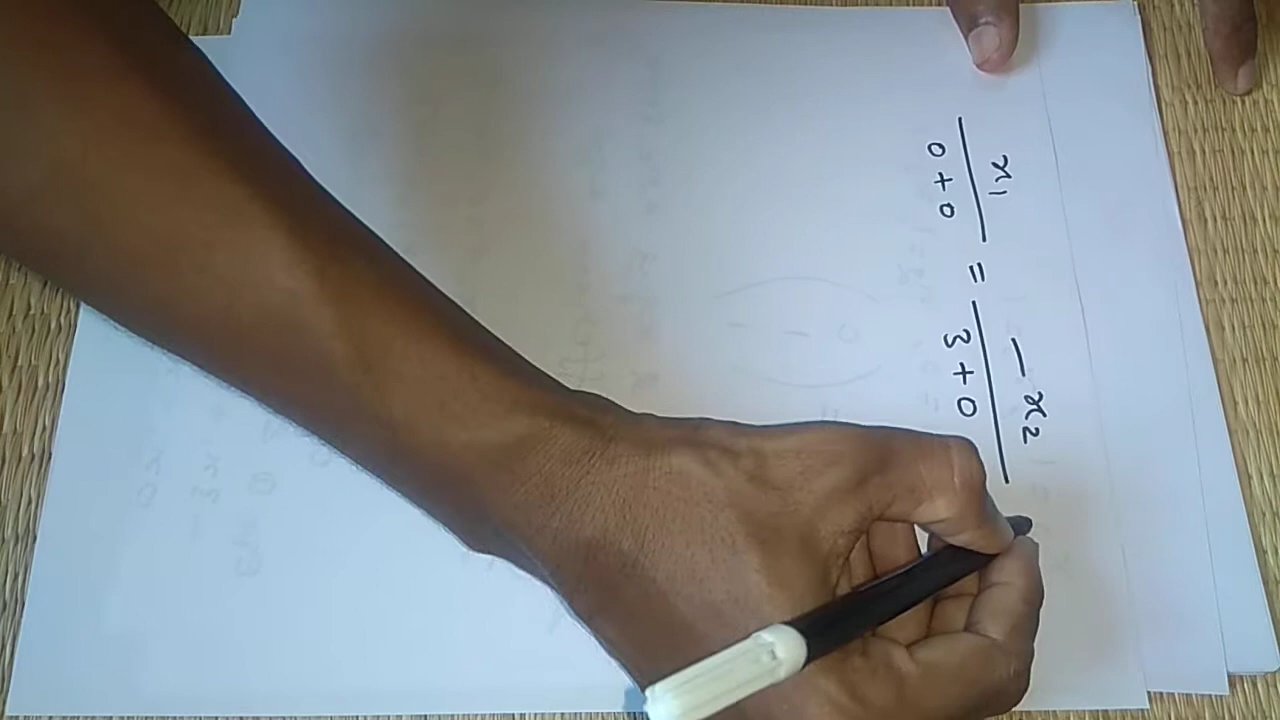 x1 / 0+0 = -x2 / 3+0